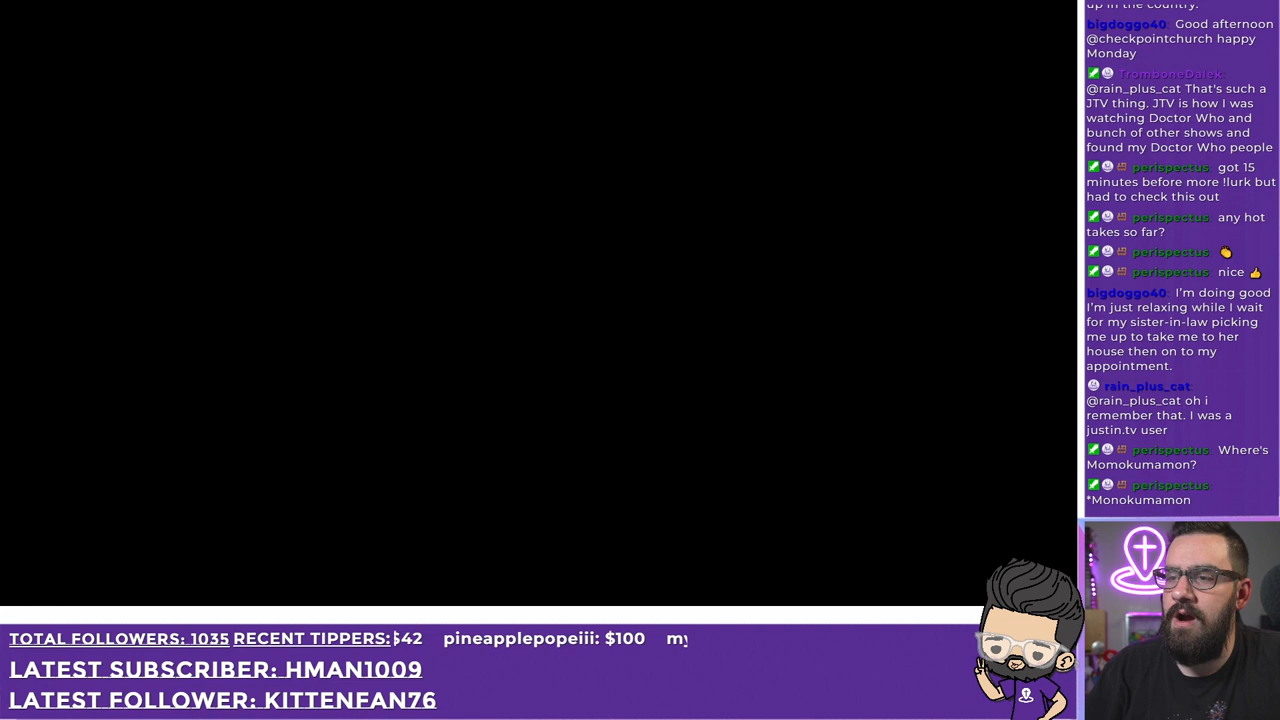 up in the country.
bigdoggo40: Good afternoon
@checkpointchurch happy
Monday
TromboneDalek:
@rain_plus_cat That's such a
JTV thing. JTV is how I was
watching Doctor Who and
bunch of other shows and
found my Doctor Who people
perispectus: got 15
minutes before more !lurk but
had to check this out
perispectus: any hot
takes so far?
perispectus: 👏
perispectus: nice 👍
bigdoggo40: I'm doing good
I'm just relaxing while I wait
for my sister-in-law picking
me up to take me to her
house then on to my
appointment.
rain_plus_cat:
@rain_plus_cat oh i
remember that. I was a
justin.tv user
perispectus: Where's
Momokumamon?
perispectus:
*Monokumamon
TOTAL FOLLOWERS: 1035 RECENT TIPPERS: $42 pineapplepopeiii: $100 my
LATEST SUBSCRIBER: HMAN1009
LATEST FOLLOWER: KITTENFAN76